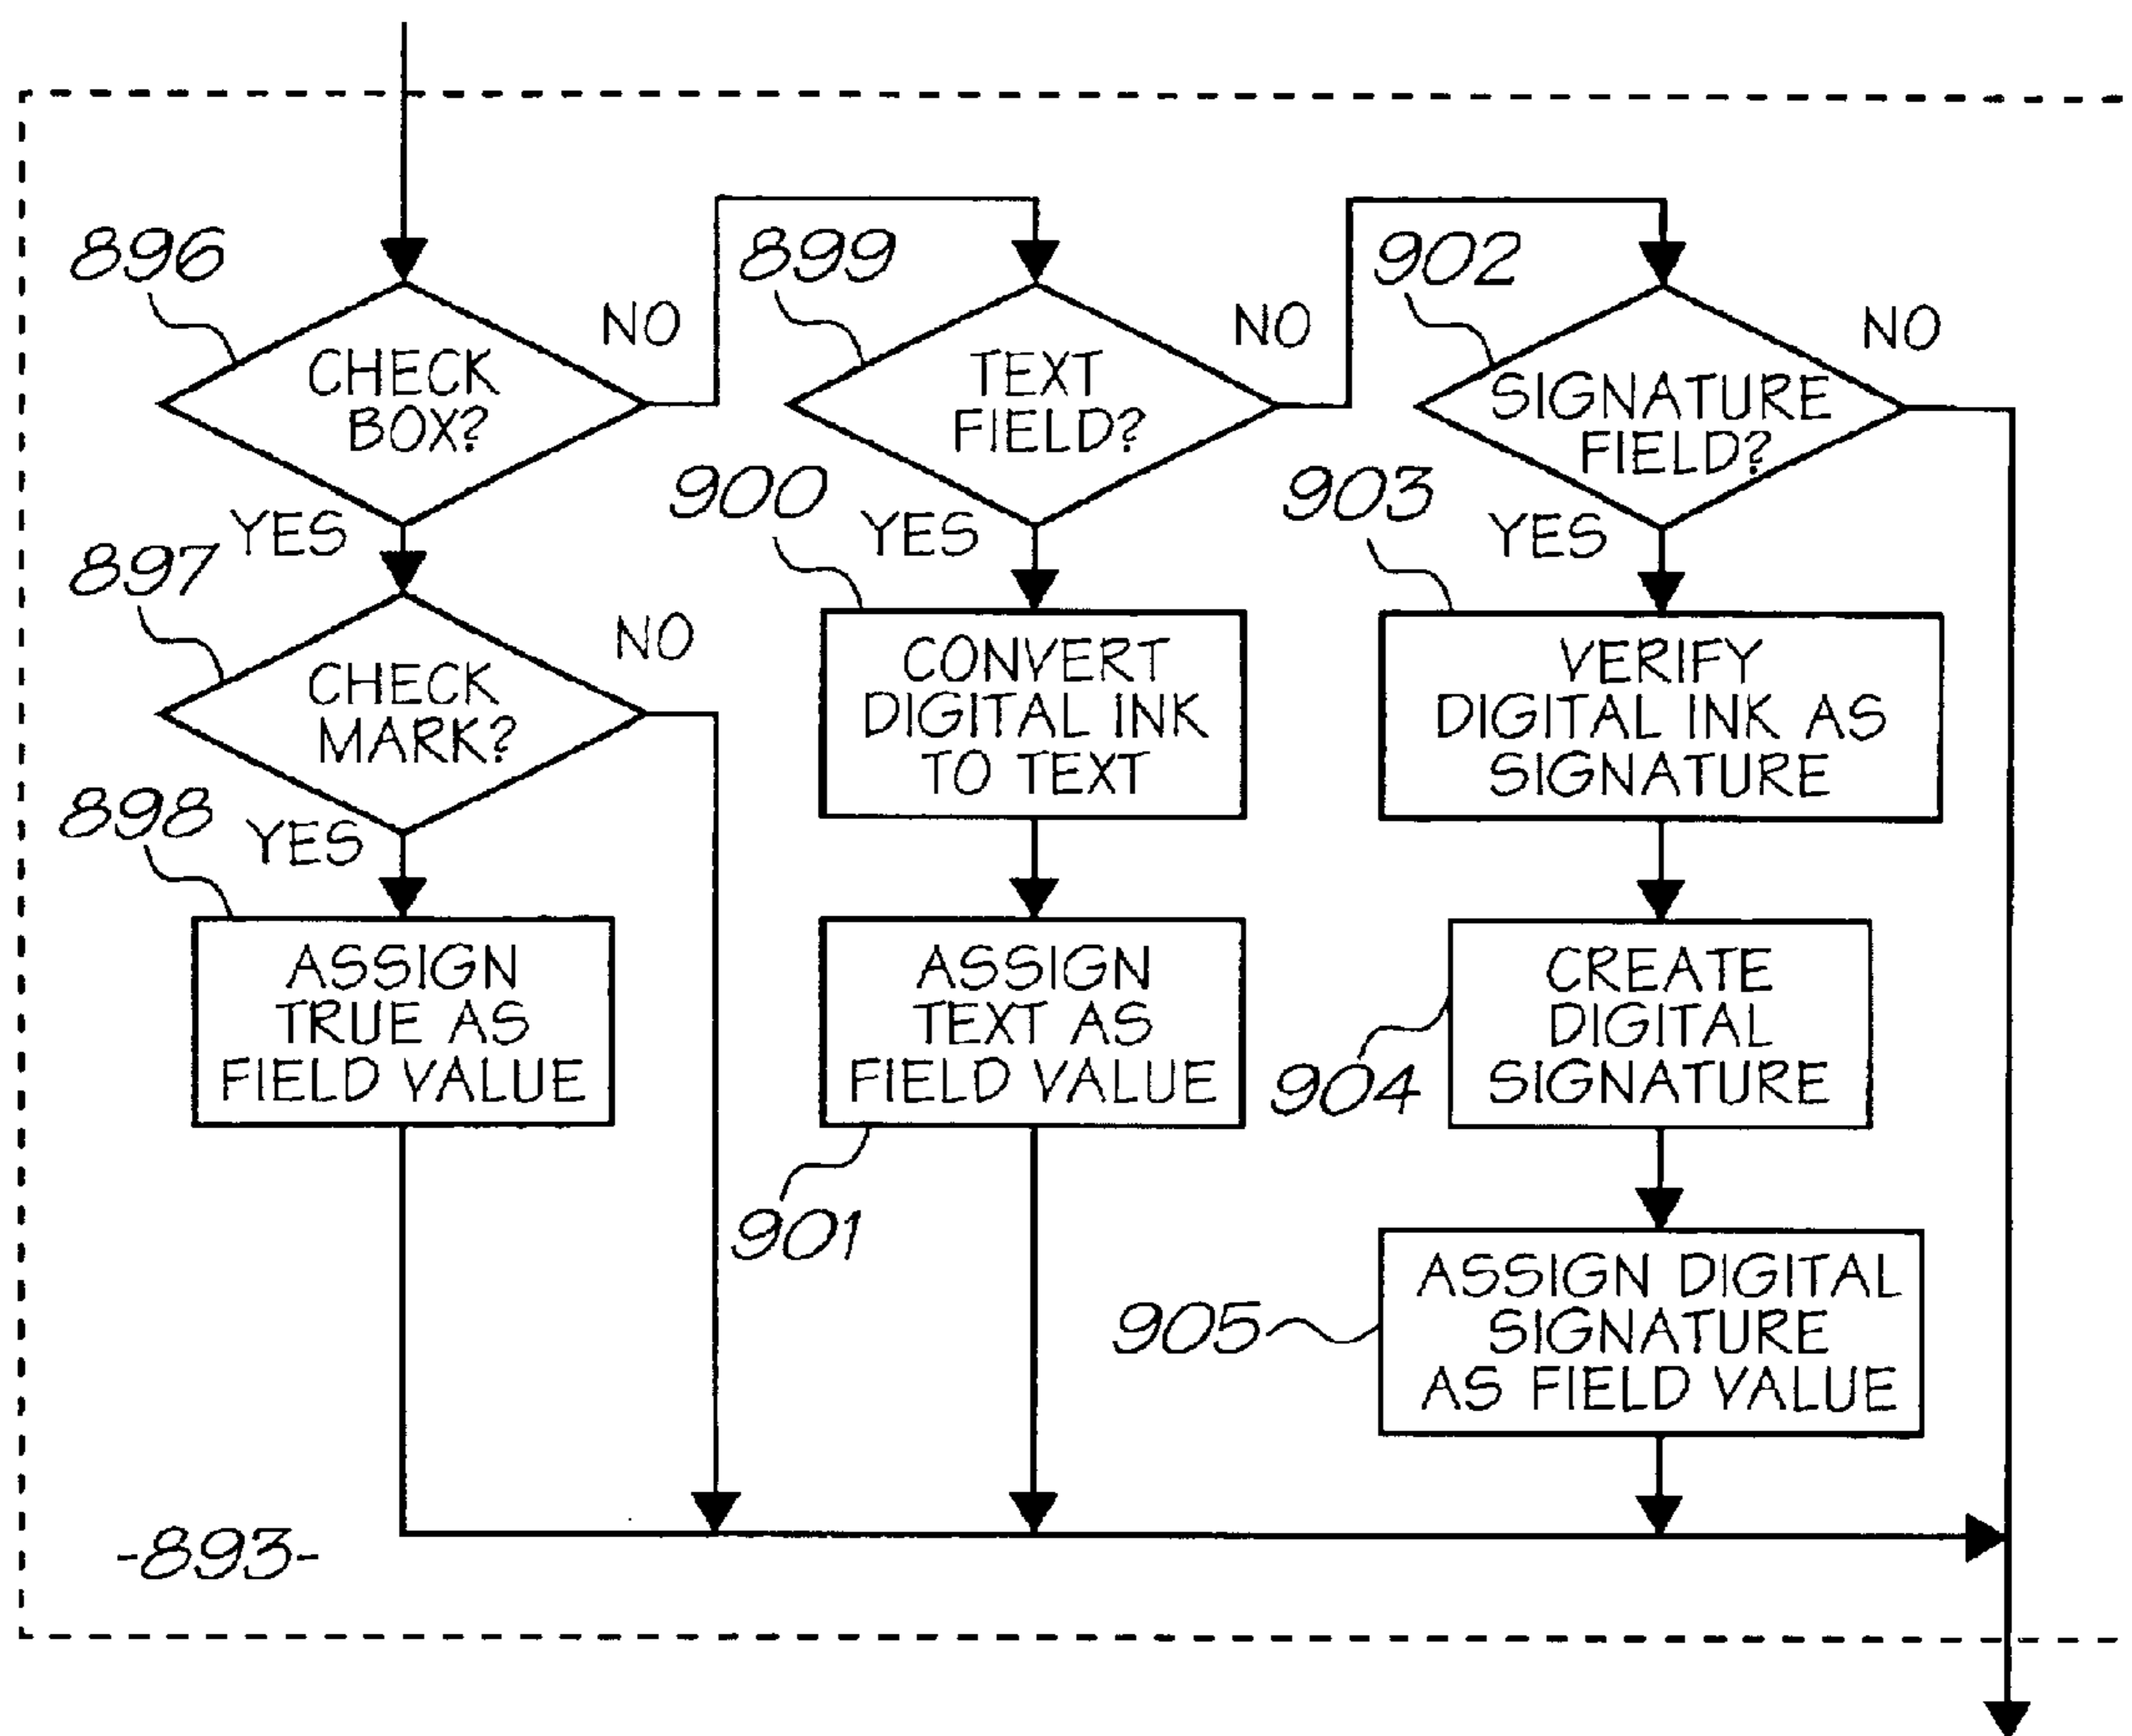 896
CHECK
BOX?
NO
YES
897
CHECK
MARK?
NO
YES
898
ASSIGN
TRUE AS
FIELD VALUE
899
TEXT
FIELD?
NO
YES
900
CONVERT
DIGITAL INK
TO TEXT
ASSIGN
TEXT AS
FIELD VALUE
901
902
SIGNATURE
FIELD?
NO
YES
903
VERIFY
DIGITAL INK AS
SIGNATURE
CREATE
DIGITAL
SIGNATURE
904
ASSIGN DIGITAL
SIGNATURE
AS FIELD VALUE
905
-893-